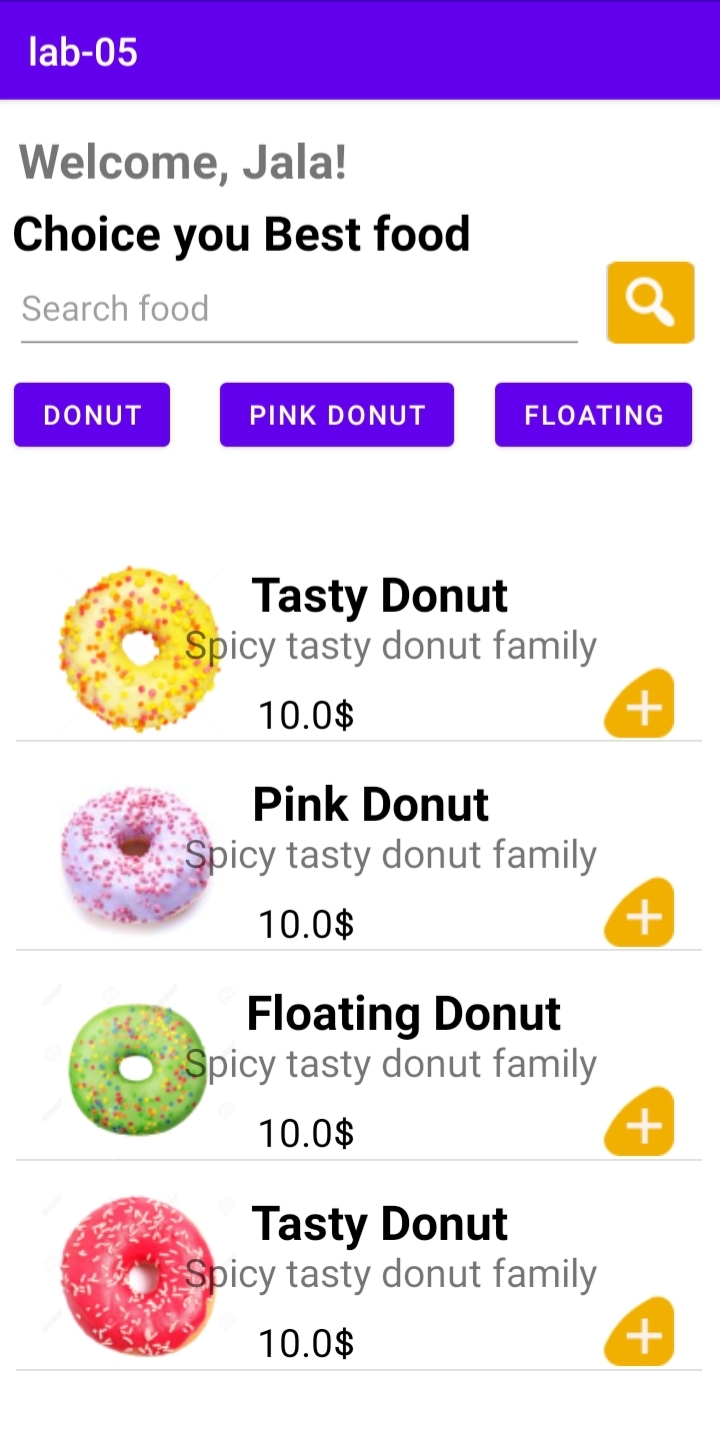 lab-05
Welcome, Jala!
Choice you Best food
Search food
DONUT PINK DONUT FLOATING
Tasty Donut
Spicy tasty donut family
10.0$
Pink Donut
Spicy tasty donut family
10.0$
Floating Donut
Spicy tasty donut family
10.0$
Tasty Donut
Spicy tasty donut family
10.0$